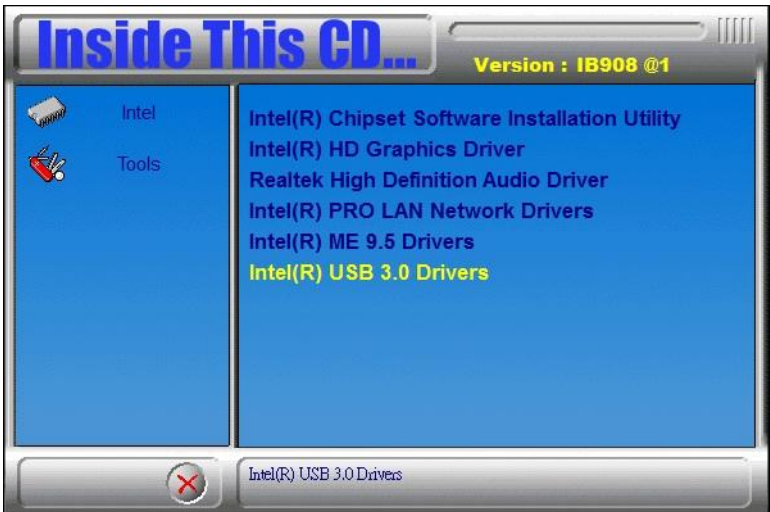 Inside This CD...
Version : IB908 @1
Intel
Tools
Intel(R) Chipset Software Installation Utility
Intel(R) HD Graphics Driver
Realtek High Definition Audio Driver
Intel(R) PRO LAN Network Drivers
Intel(R) ME 9.5 Drivers
Intel(R) USB 3.0 Drivers
Intel(R) USB 3.0 Drivers